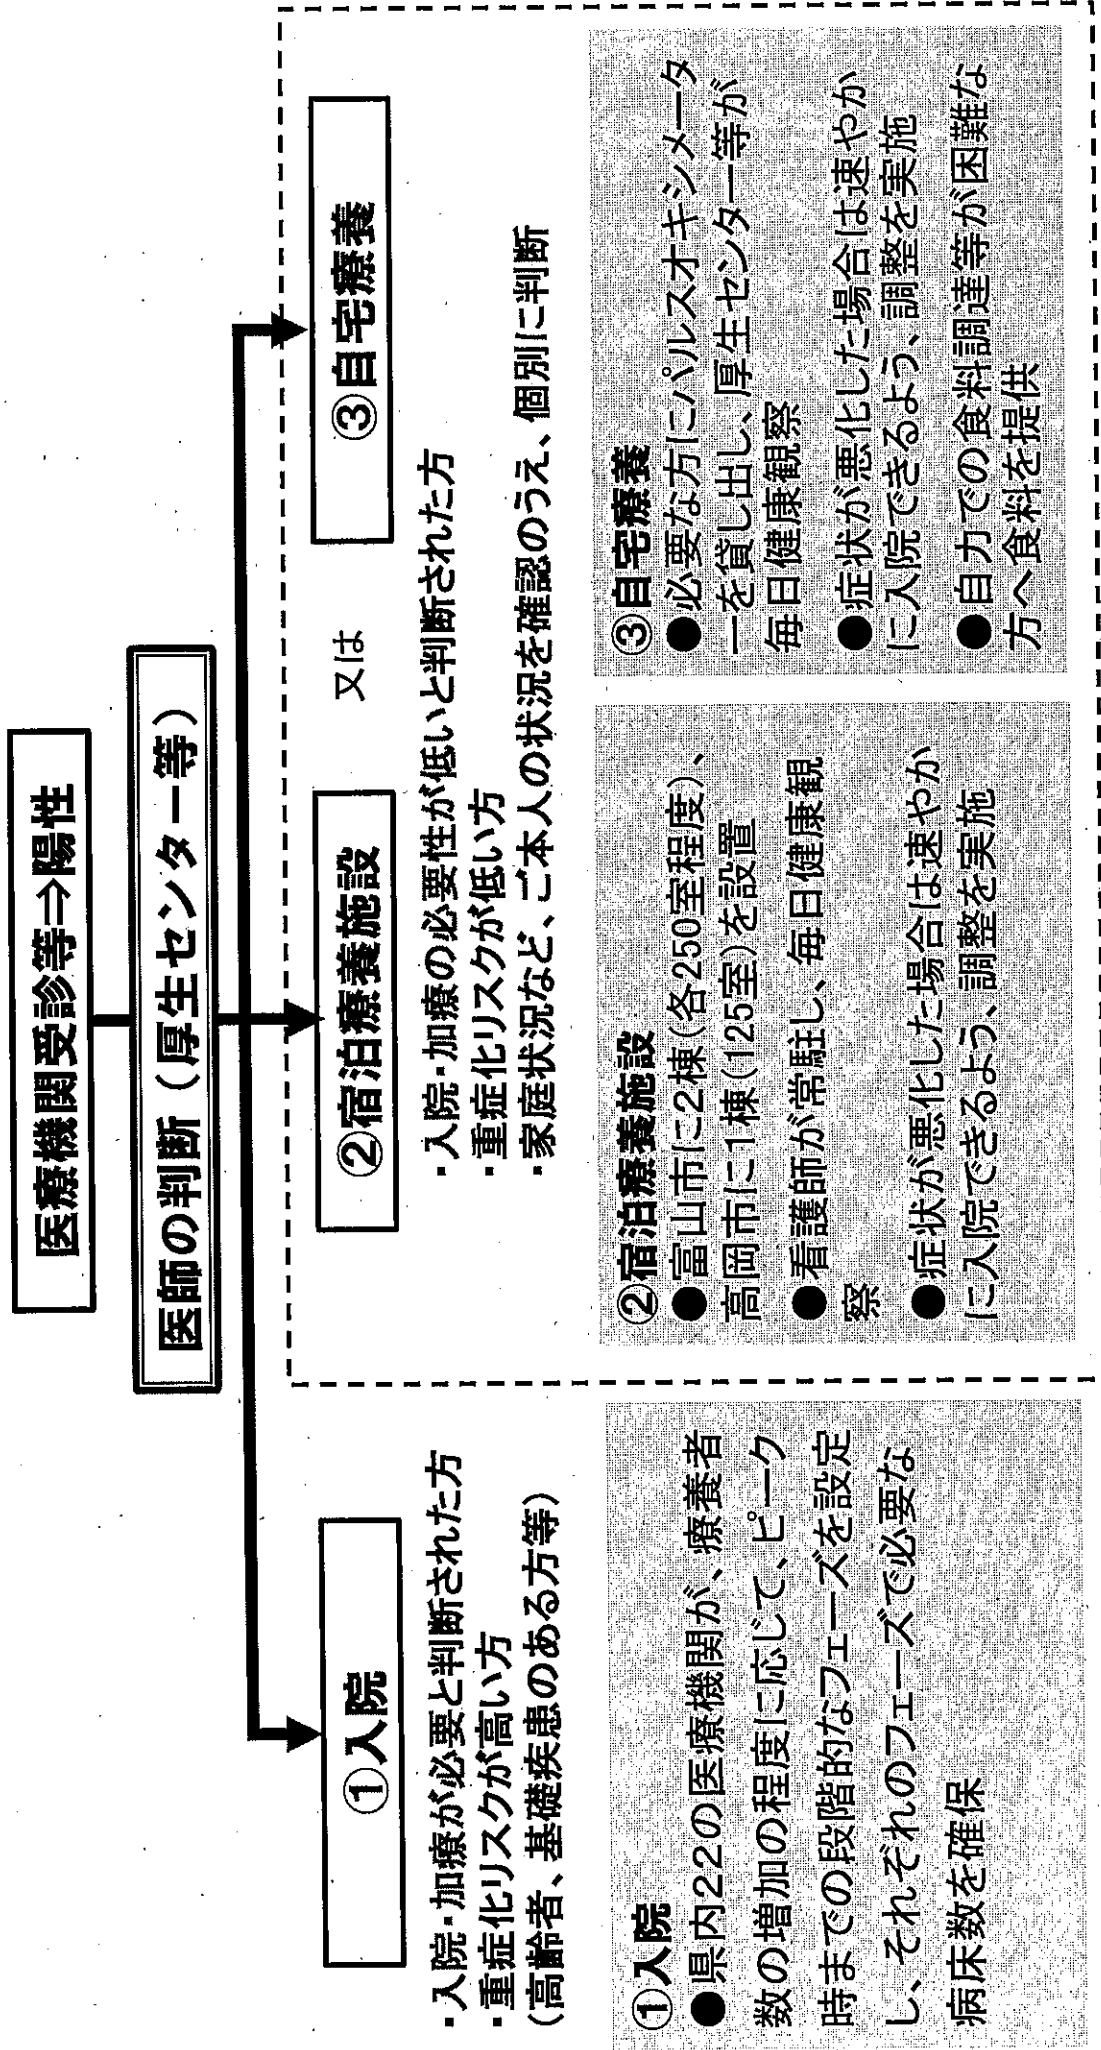 医療機関受診等⇒陽性
医師の判断（厚生センター等）
①入院
・入院・加療が必要と判断された方
・重症化リスクが高い方
（高齢者、基礎疾患のある方等）
②宿泊療養施設
又は
③自宅療養
・入院・加療の必要性が低いと判断された方
・重症化リスクが低い方
・家庭状況など、ご本人の状況を確認のうえ、個別に判断
①入院
●県内22の医療機関が、療養者
数の増加の程度に応じて、ピーク
時までの段階的なフェーズを設定
し、それぞれのフェーズで必要な
病床数を確保
②宿泊療養施設
●富山市に2棟(各250室程度)、
高岡市に1棟(125室)を設置
●看護師が常駐し、毎日健康観
察
●症状が悪化した場合は速やか
に入院できるよう、調整を実施
③自宅療養
●必要な方にパルスオキシメータ
ーを貸し出し、厚生センター等が
毎日健康観察
●症状が悪化した場合は速やか
に入院できるよう、調整を実施
●自力での食料調達等が困難な
方へ食料を提供